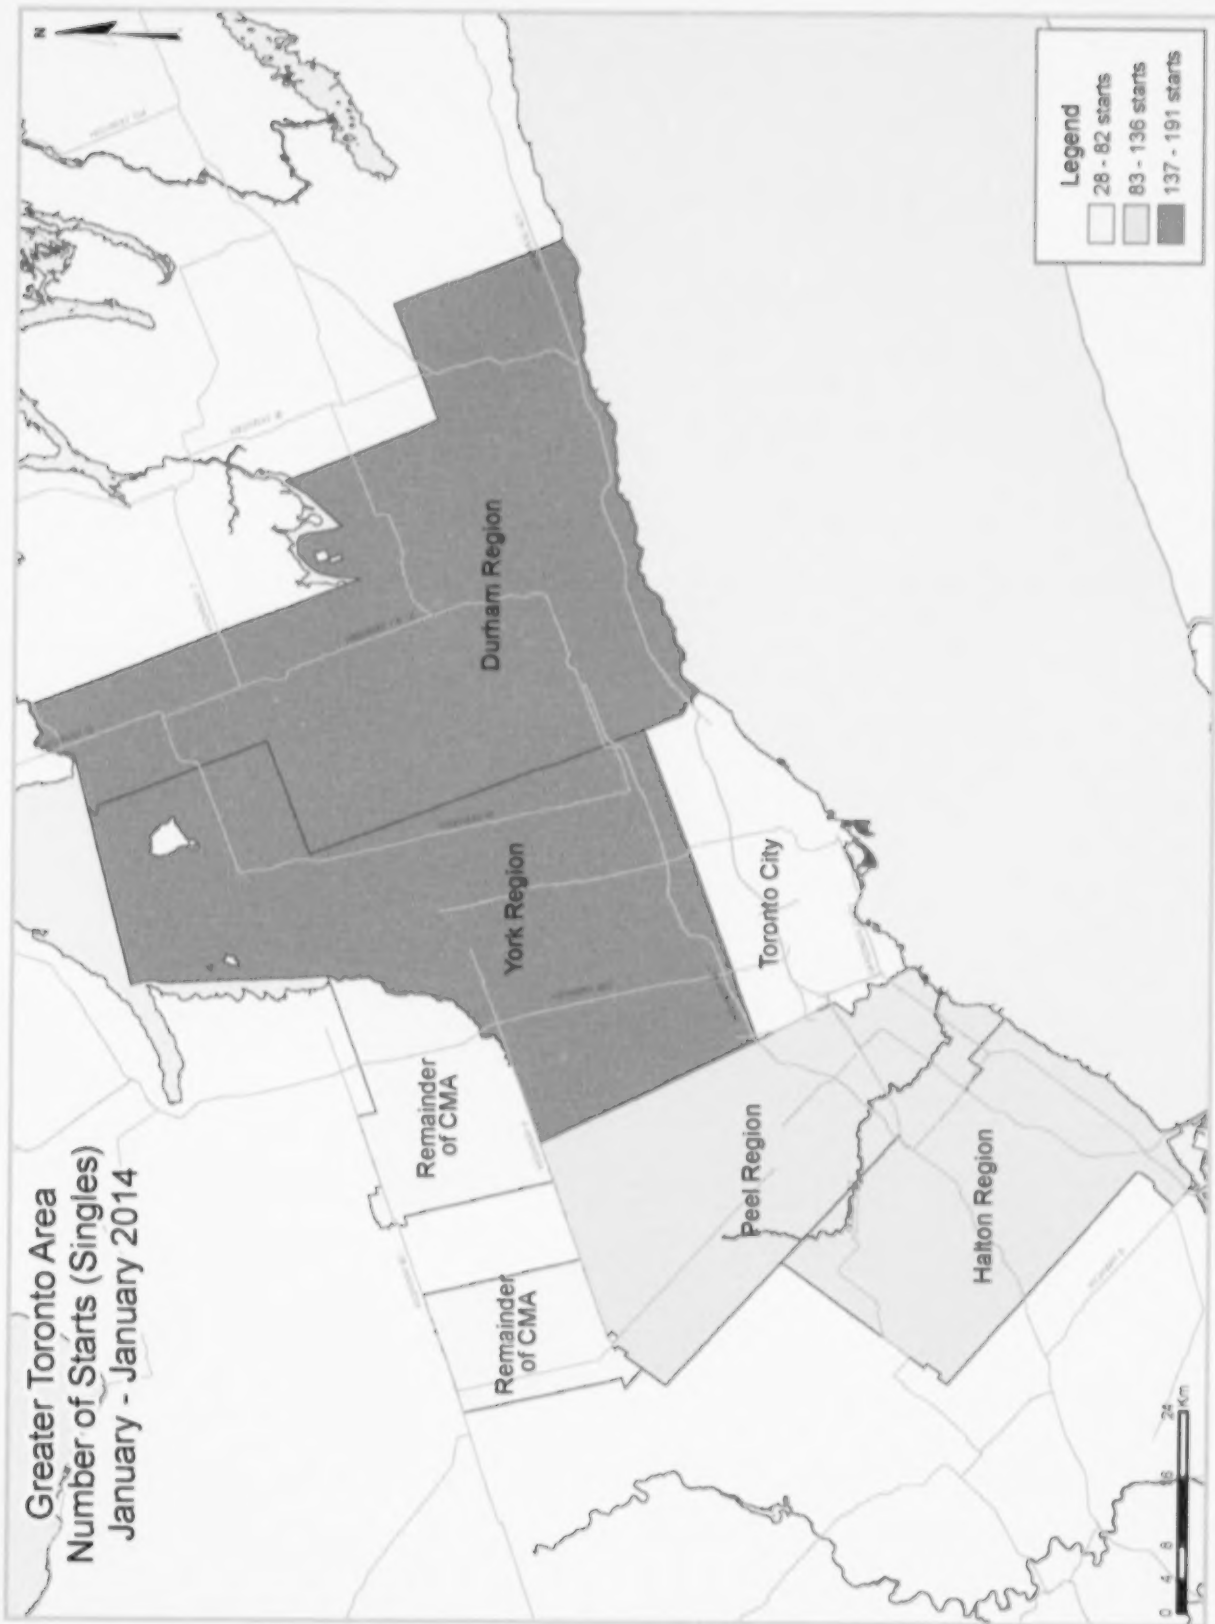 Greater Toronto Area
Number of Starts (Singles)
January - January 2014
N
Durham Region
York Region
Toronto City
Remainder
of CMA
Remainder
of CMA
Peel Region
Halton Region
Legend
28 - 82 starts
83 - 136 starts
137 - 191 starts
0 4 8 16 24
Km